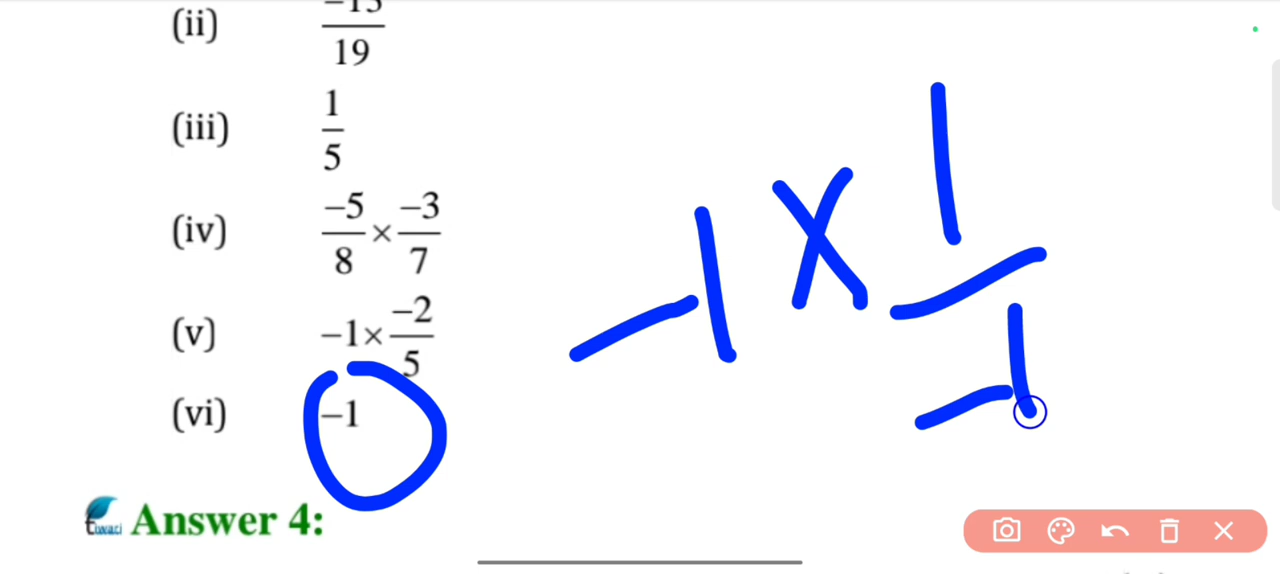 (ii) -13/19
(iii) 1/5
(iv) -5/8 × -3/7
(v) -1× -2/5
(vi) -1
-1 × 1/-1
Answer 4: